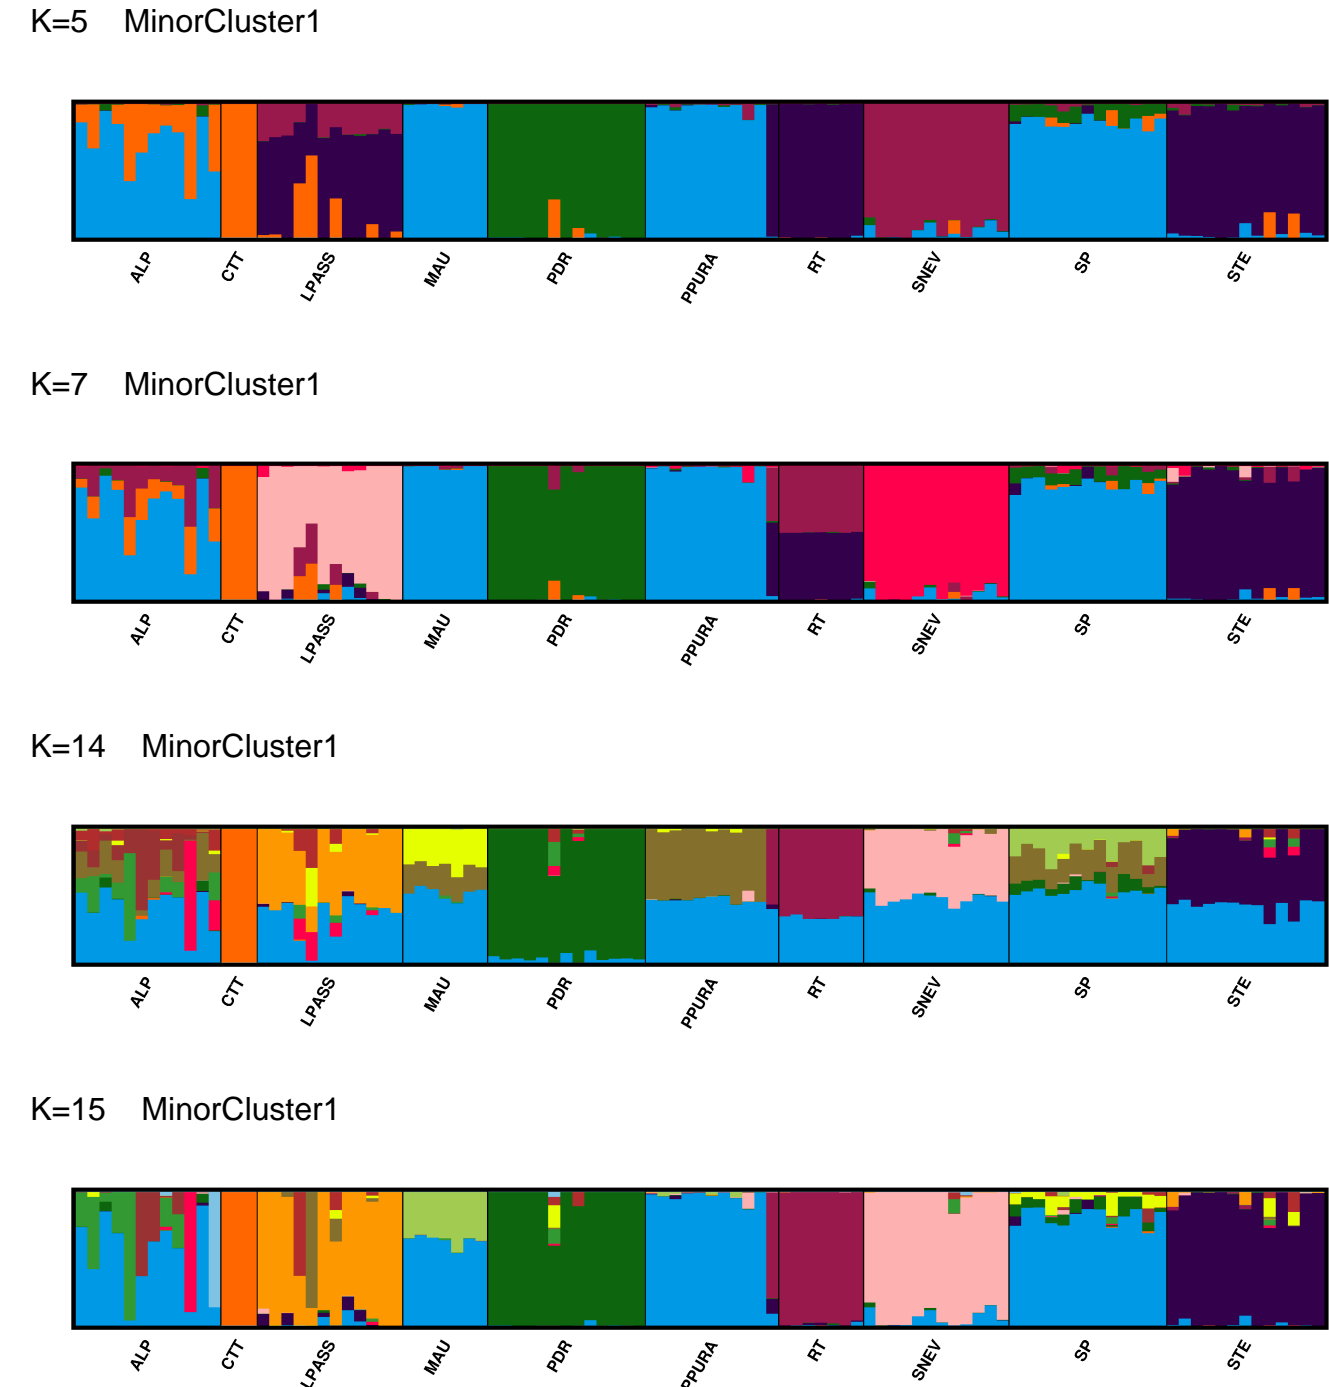 K=5 MinorCluster1
ALP CTT LPASS MAU PDR PPURA RT SNEV SP STE
K=7 MinorCluster1
ALP CTT LPASS MAU PDR PPURA RT SNEV SP STE
K=14 MinorCluster1
ALP CTT LPASS MAU PDR PPURA RT SNEV SP STE
K=15 MinorCluster1
ALP CTT LPASS MAU PDR PPURA RT SNEV SP STE